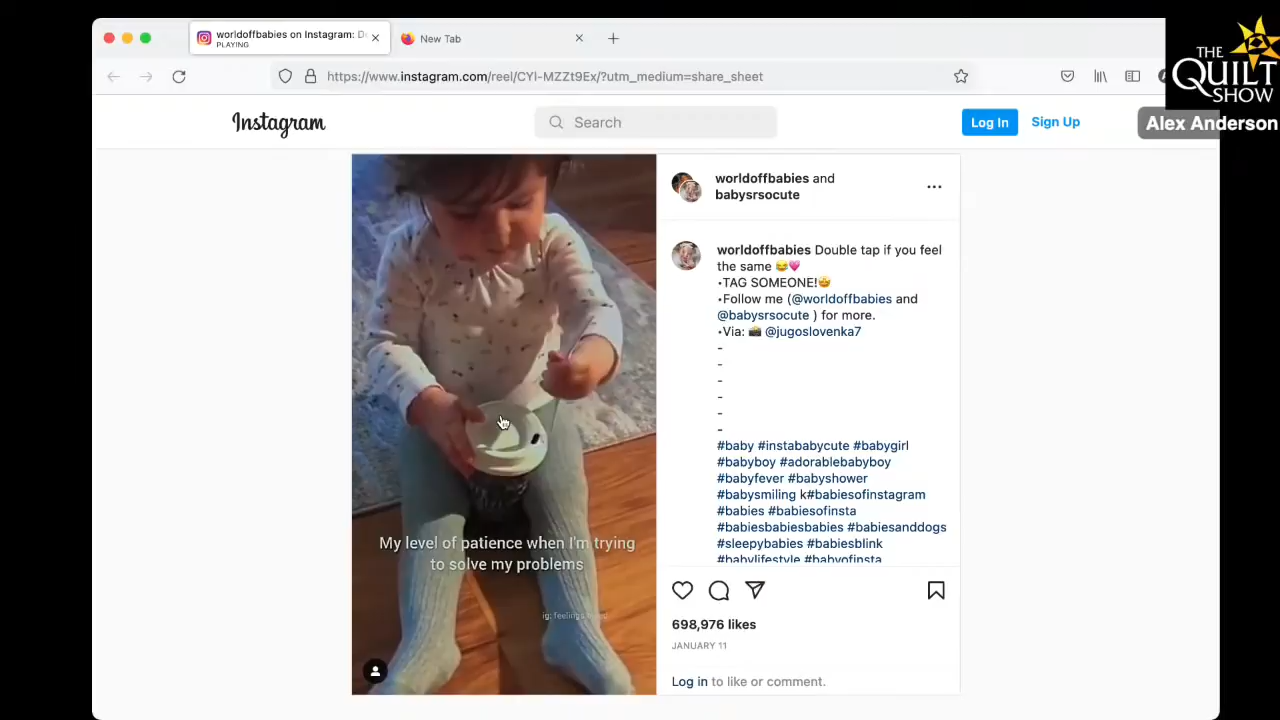 worldoffbabies on Instagram: D
PLAYING
New Tab
https://www.instagram.com/reel/CYl-MZZt9Ex/?utm_medium=share_sheet
THE
QUILT
SHOW
Instagram
Search
Log In
Sign Up
Alex Anderson
worldoffbabies and
babysrsocute
worldoffbabies Double tap if you feel
the same 😂💗
•TAG SOMEONE!🤩
•Follow me (@worldoffbabies and
@babysrsocute ) for more.
•Via: 📸 @jugoslovenka7
-
-
-
-
-
-
#baby #instababycute #babygirl
#babyboy #adorablebabyboy
#babyfever #babyshower
#babysmiling k#babiesofinstagram
#babies #babiesofinsta
#babiesbabiesbabies #babiesanddogs
#sleepybabies #babiesblink
#babylifestyle #babyofinsta
My level of patience when I'm trying
to solve my problems
698,976 likes
JANUARY 11
Log in to like or comment.